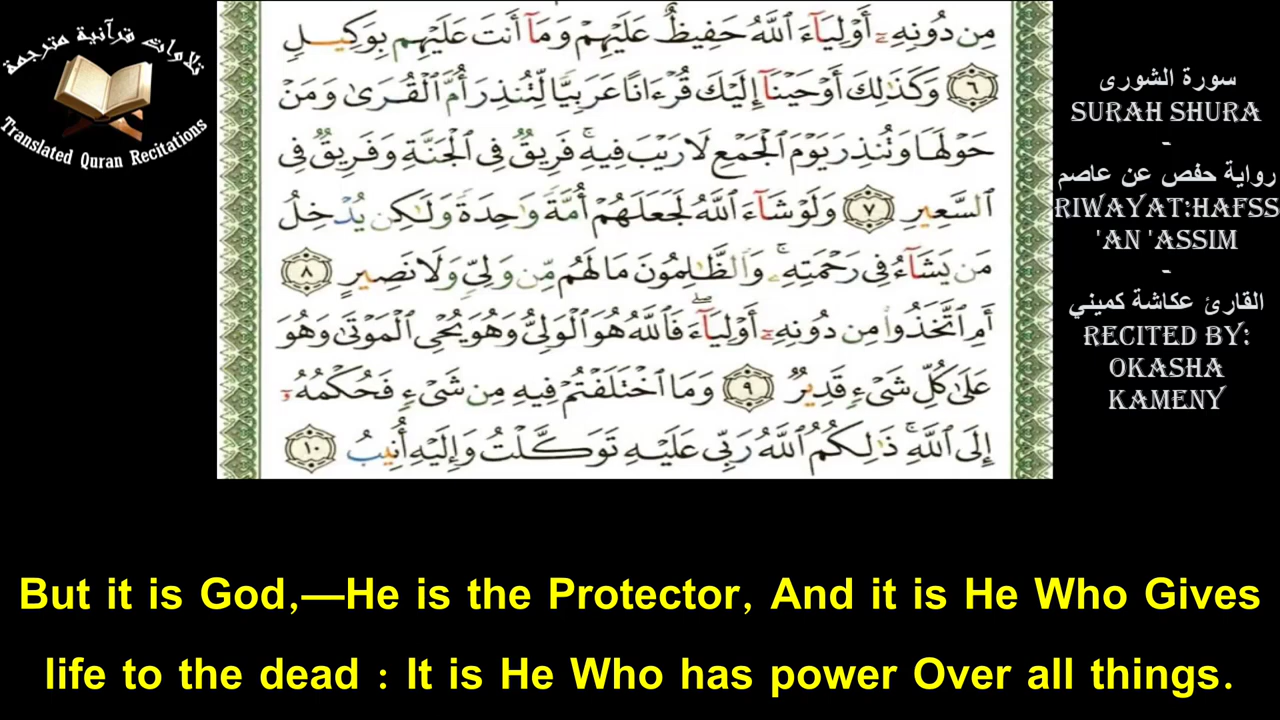 تلاوات قرآنية مترجمة
Translated Quran Recitations
مِن دُونِهِۦٓ أَوْلِيَآءَ ٱللَّهُ حَفِيظٌ عَلَيْهِمْ وَمَآ أَنتَ عَلَيْهِم بِوَكِيلٍ
٦ وَكَذَٰلِكَ أَوْحَيْنَآ إِلَيْكَ قُرْءَانًا عَرَبِيًّا لِّتُنذِرَ أُمَّ ٱلْقُرَىٰ وَمَنْ
حَوْلَهَا وَتُنذِرَ يَوْمَ ٱلْجَمْعِ لَا رَيْبَ فِيهِ ۚ فَرِيقٌ فِى ٱلْجَنَّةِ وَفَرِيقٌ فِى
ٱلسَّعِيرِ ٧ وَلَوْ شَآءَ ٱللَّهُ لَجَعَلَهُمْ أُمَّةً وَٰحِدَةً وَلَٰكِن يُدْخِلُ
مَن يَشَآءُ فِى رَحْمَتِهِۦ ۚ وَٱلظَّٰلِمُونَ مَا لَهُم مِّن وَلِىٍّ وَلَا نَصِيرٍ ٨
أَمِ ٱتَّخَذُوا۟ مِن دُونِهِۦٓ أَوْلِيَآءَ ۖ فَٱللَّهُ هُوَ ٱلْوَلِىُّ وَهُوَ يُحْىِ ٱلْمَوْتَىٰ وَهُوَ
عَلَىٰ كُلِّ شَىْءٍ قَدِيرٌ ٩ وَمَا ٱخْتَلَفْتُمْ فِيهِ مِن شَىْءٍ فَحُكْمُهُۥٓ
إِلَى ٱللَّهِ ۚ ذَٰلِكُمُ ٱللَّهُ رَبِّى عَلَيْهِ تَوَكَّلْتُ وَإِلَيْهِ أُنِيبُ ١٠
سورة الشورى
SURAH SHURA
-
رواية حفص عن عاصم
RIWAYAT:HAFSS
'AN 'ASSIM
-
القارئ عكاشة كميني
RECITED BY:
OKASHA
KAMENY
But it is God,—He is the Protector, And it is He Who Gives
life to the dead : It is He Who has power Over all things.